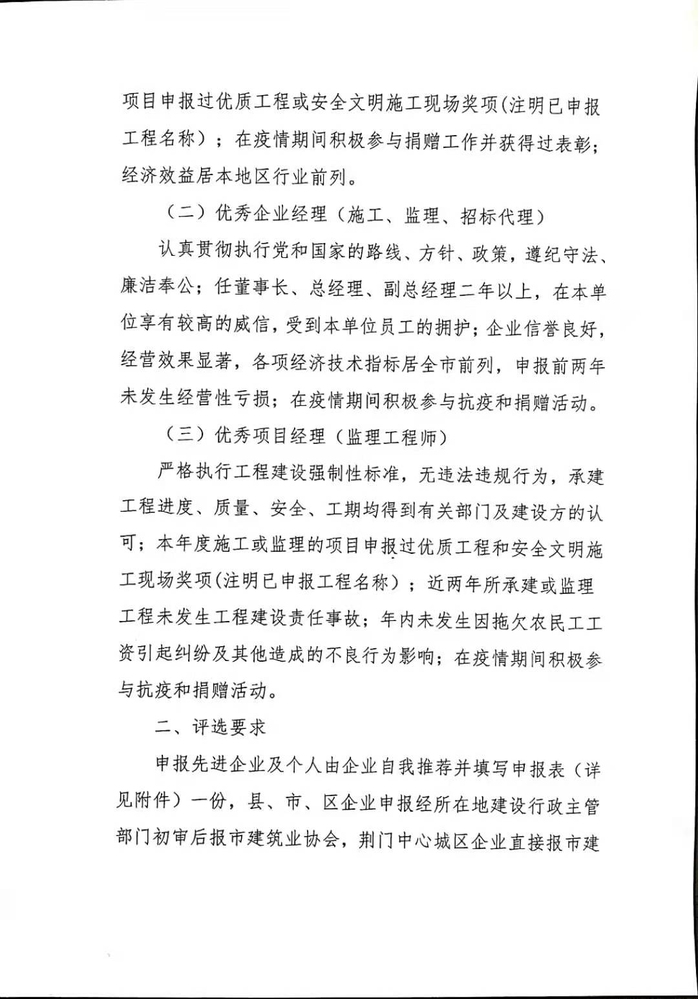 项目申报过优质工程或安全文明施工现场奖项(注明已申报
工程名称）；在疫情期间积极参与捐赠工作并获得过表彰；
经济效益居本地区行业前列。
（二）优秀企业经理（施工、监理、招标代理）
认真贯彻执行党和国家的路线、方针、政策，遵纪守法、
廉洁奉公；任董事长、总经理、副总经理二年以上，在本单
位享有较高的威信，受到本单位员工的拥护；企业信誉良好，
经营效果显著，各项经济技术指标居全市前列，申报前两年
未发生经营性亏损；在疫情期间积极参与抗疫和捐赠活动。
（三）优秀项目经理（监理工程师）
严格执行工程建设强制性标准，无违法违规行为，承建
工程进度、质量、安全、工期均得到有关部门及建设方的认
可；本年度施工或监理的项目申报过优质工程和安全文明施
工现场奖项(注明已申报工程名称）；近两年所承建或监理
工程未发生工程建设责任事故；年内未发生因拖欠农民工工
资引起纠纷及其他造成的不良行为影响；在疫情期间积极参
与抗疫和捐赠活动。
二、评选要求
申报先进企业及个人由企业自我推荐并填写申报表（详
见附件）一份，县、市、区企业申报经所在地建设行政主管
部门初审后报市建筑业协会，荆门中心城区企业直接报市建